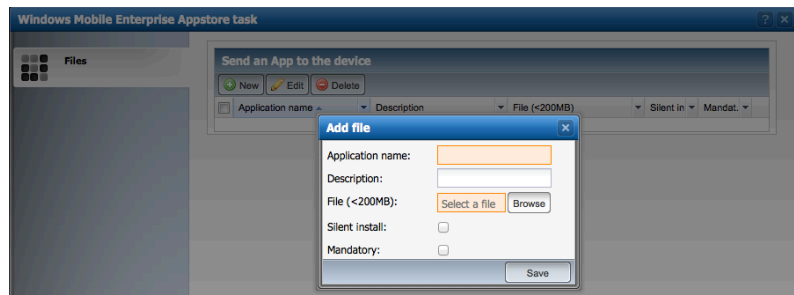 Windows Mobile Enterprise Appstore task
Files
Send an App to the device
New Edit Delete
Application name Description File (<200MB) Silent in Mandat.
Add file
Application name:
Description:
File (<200MB): Select a file Browse
Silent install:
Mandatory:
Save